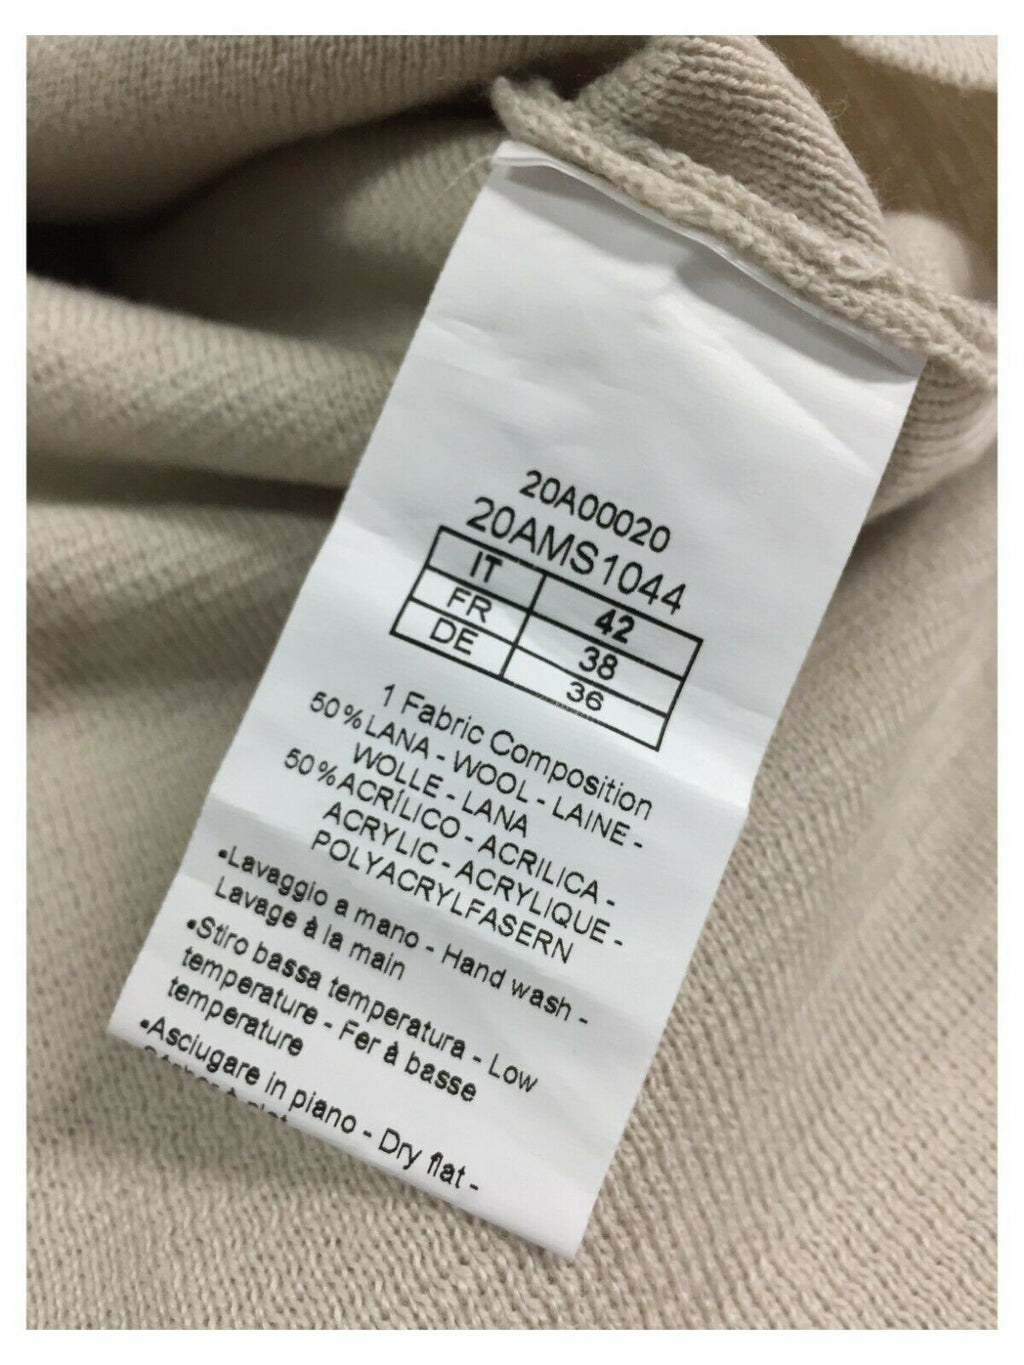 20A00020
20AMS1044
IT 42
FR 38
DE 36
1 Fabric Composition
50%LANA - WOOL - LAINE -
WOLLE - LANA
50%ACRÍLICO - ACRILICA -
ACRYLIC - ACRYLIQUE -
POLYACRYLFASERN
•Lavaggio a mano - Hand wash -
Lavage à la main
•Stiro bassa temperatura - Low
temperature - Fer à basse
temperature
•Asciugare in piano - Dry flat -